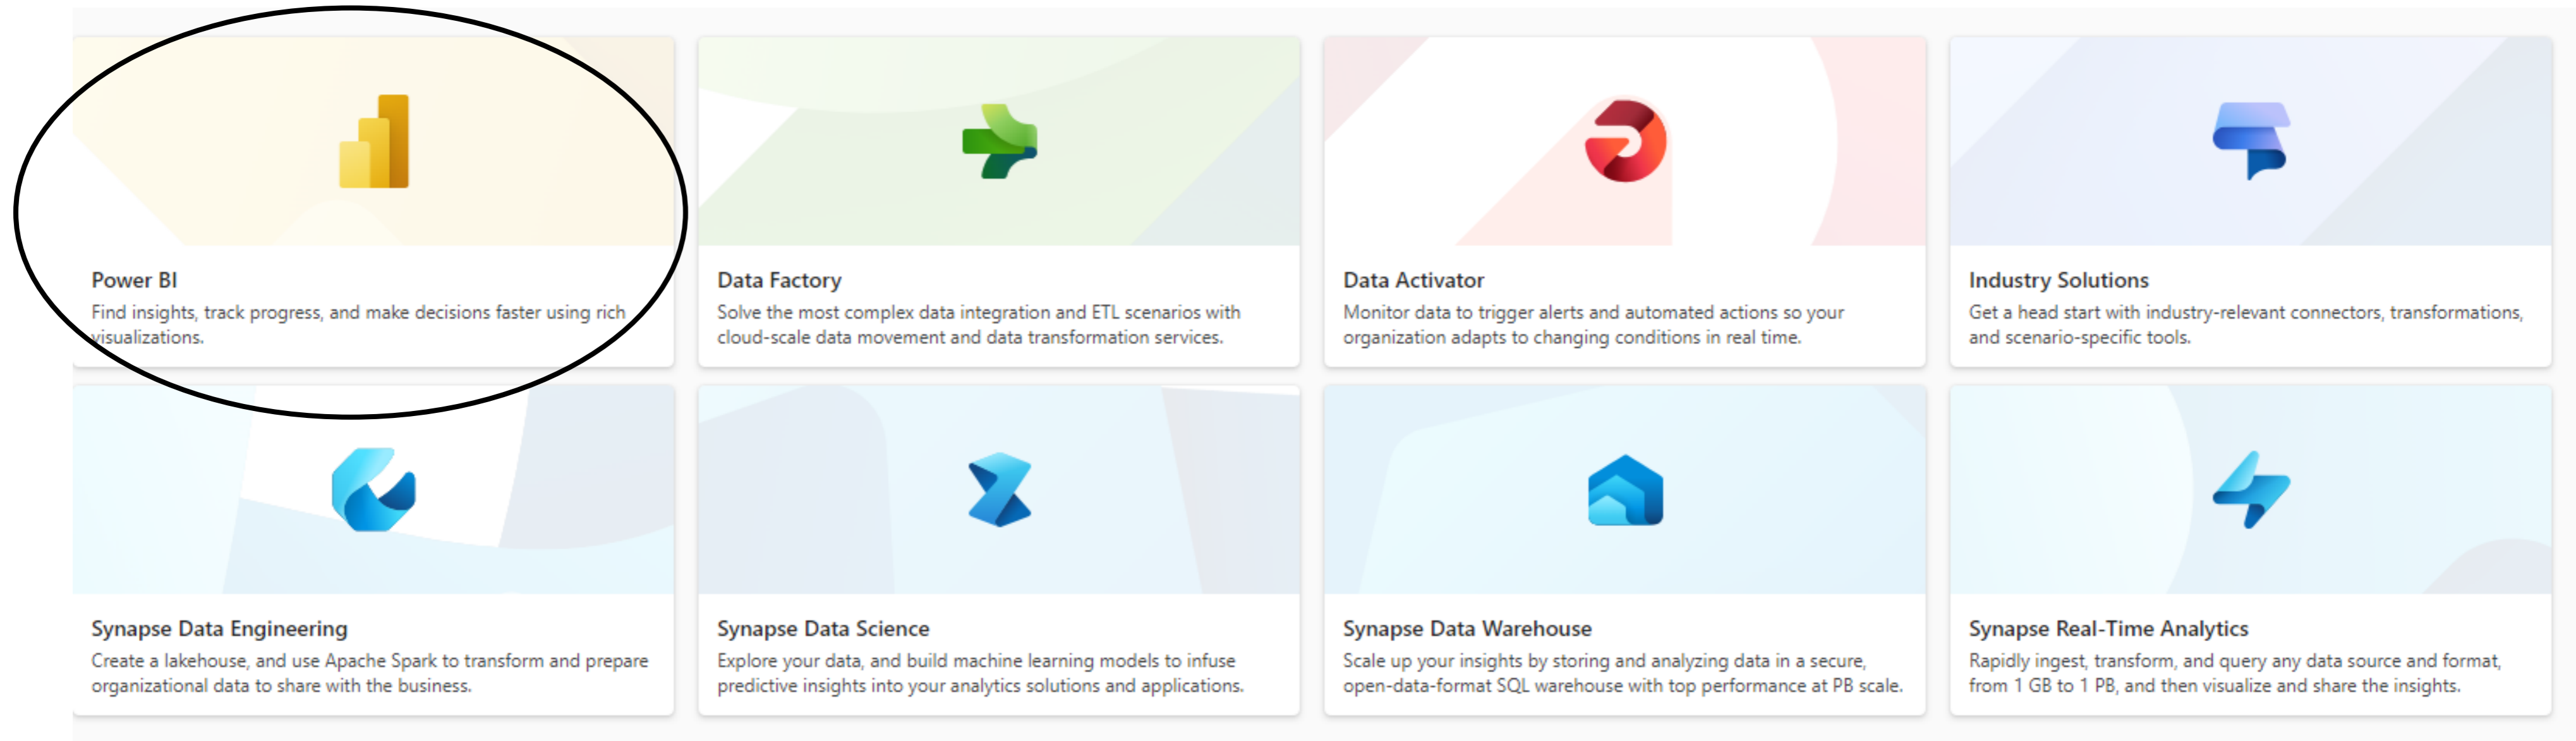 Power BI
Find insights, track progress, and make decisions faster using rich
visualizations.
Data Factory
Solve the most complex data integration and ETL scenarios with
cloud-scale data movement and data transformation services.
Data Activator
Monitor data to trigger alerts and automated actions so your
organization adapts to changing conditions in real time.
Industry Solutions
Get a head start with industry-relevant connectors, transformations,
and scenario-specific tools.
Synapse Data Engineering
Create a lakehouse, and use Apache Spark to transform and prepare
organizational data to share with the business.
Synapse Data Science
Explore your data, and build machine learning models to infuse
predictive insights into your analytics solutions and applications.
Synapse Data Warehouse
Scale up your insights by storing and analyzing data in a secure,
open-data-format SQL warehouse with top performance at PB scale.
Synapse Real-Time Analytics
Rapidly ingest, transform, and query any data source and format,
from 1 GB to 1 PB, and then visualize and share the insights.